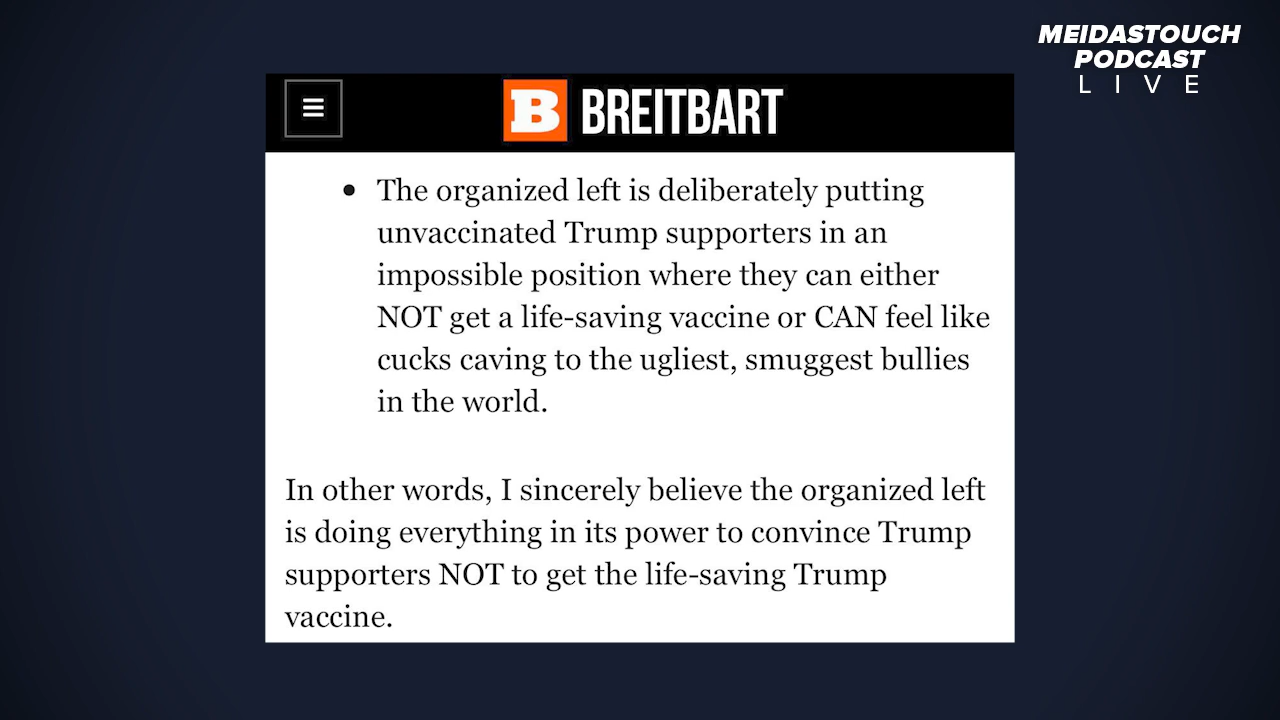 MEIDASTOUCH
PODCAST
LIVE
B BREITBART
• The organized left is deliberately putting
unvaccinated Trump supporters in an
impossible position where they can either
NOT get a life-saving vaccine or CAN feel like
cucks caving to the ugliest, smuggest bullies
in the world.
In other words, I sincerely believe the organized left
is doing everything in its power to convince Trump
supporters NOT to get the life-saving Trump
vaccine.